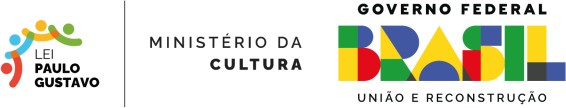 LEI
PAULO
GUSTAVO
MINISTÉRIO DA
CULTURA
GOVERNO FEDERAL
BRASIL
UNIÃO E RECONSTRUÇÃO